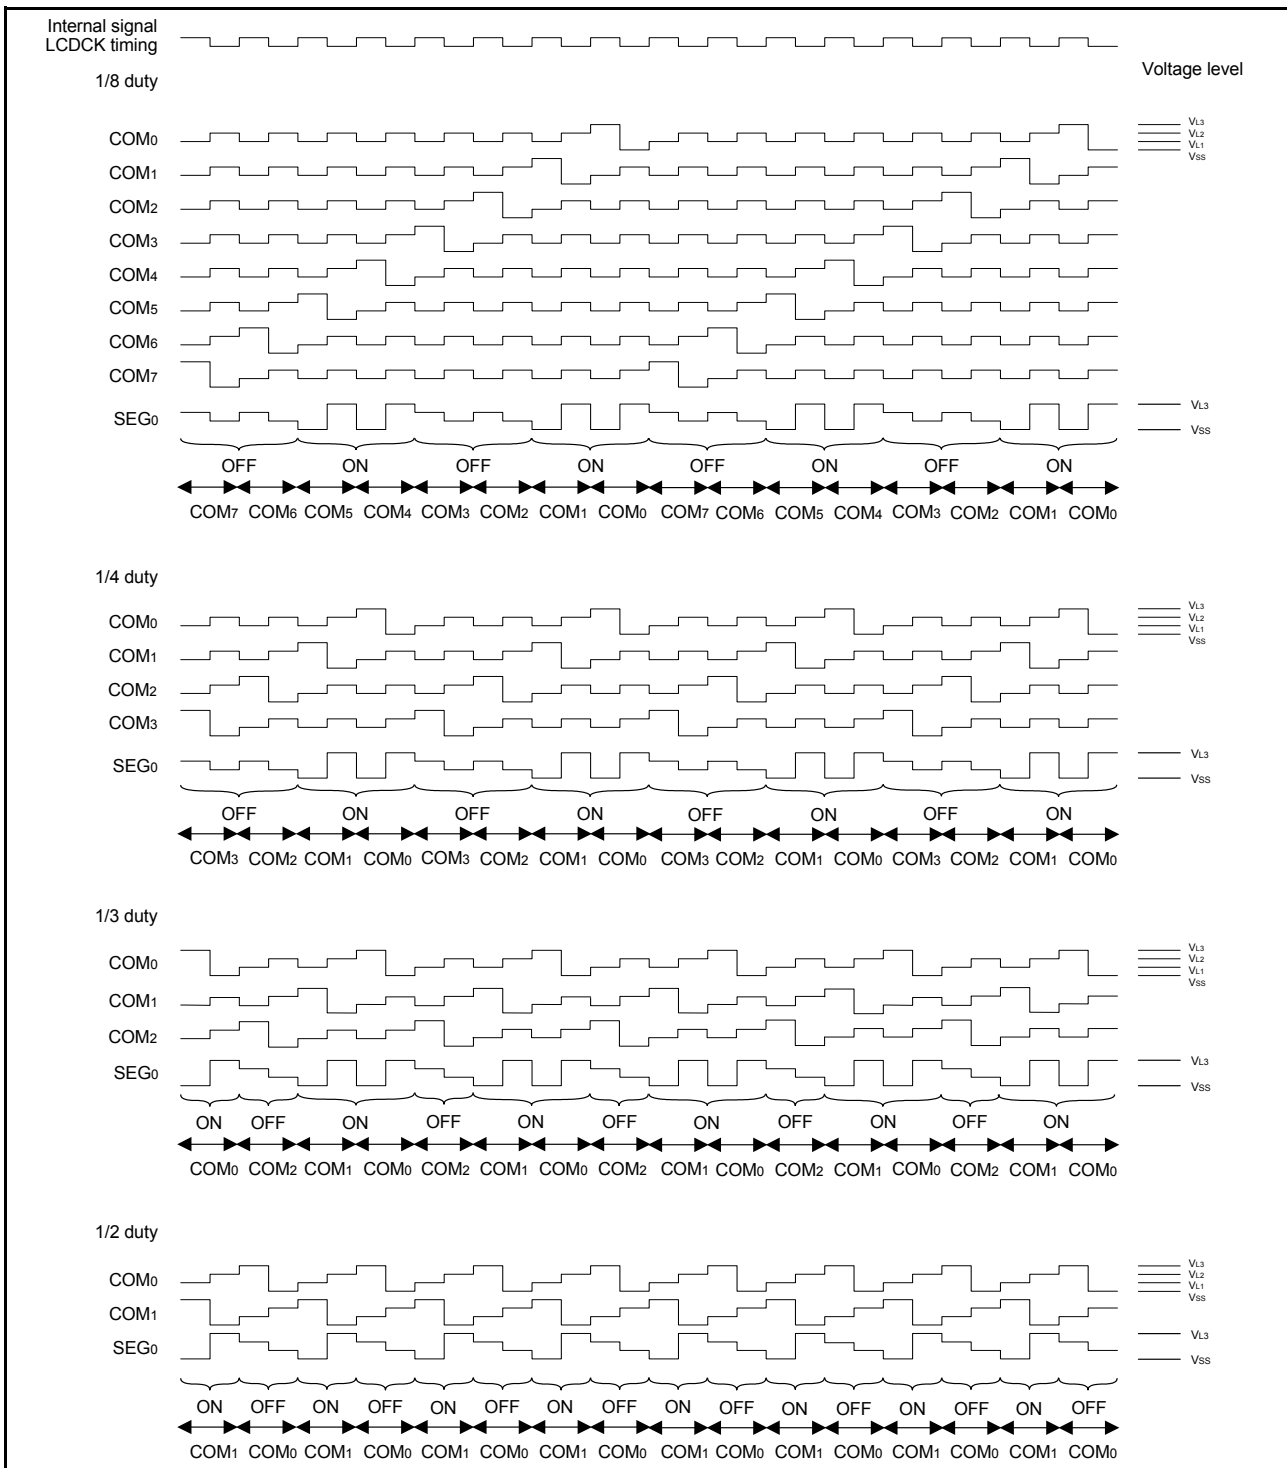 Internal signal
LCDCK timing
Voltage level
1/8 duty
COM0
VL3
VL2
VL1
VSS
COM1
COM2
COM3
COM4
COM5
COM6
COM7
SEG0
VL3
VSS
OFF ON OFF ON OFF ON OFF ON
COM7 COM6 COM5 COM4 COM3 COM2 COM1 COM0 COM7 COM6 COM5 COM4 COM3 COM2 COM1 COM0
1/4 duty
COM0
VL3
VL2
VL1
VSS
COM1
COM2
COM3
SEG0
VL3
VSS
OFF ON OFF ON OFF ON OFF ON
COM3 COM2 COM1 COM0 COM3 COM2 COM1 COM0 COM3 COM2 COM1 COM0 COM3 COM2 COM1 COM0
1/3 duty
COM0
VL3
VL2
VL1
VSS
COM1
COM2
SEG0
VL3
VSS
ON OFF ON OFF ON OFF ON OFF ON OFF ON
COM0 COM2 COM1 COM0 COM2 COM1 COM0 COM2 COM1 COM0 COM2 COM1 COM0 COM2 COM1 COM0
1/2 duty
COM0
VL3
VL2
VL1
VSS
COM1
SEG0
VL3
VSS
ON OFF ON OFF ON OFF ON OFF ON OFF ON OFF ON OFF ON OFF
COM1 COM0 COM1 COM0 COM1 COM0 COM1 COM0 COM1 COM0 COM1 COM0 COM1 COM0 COM1 COM0